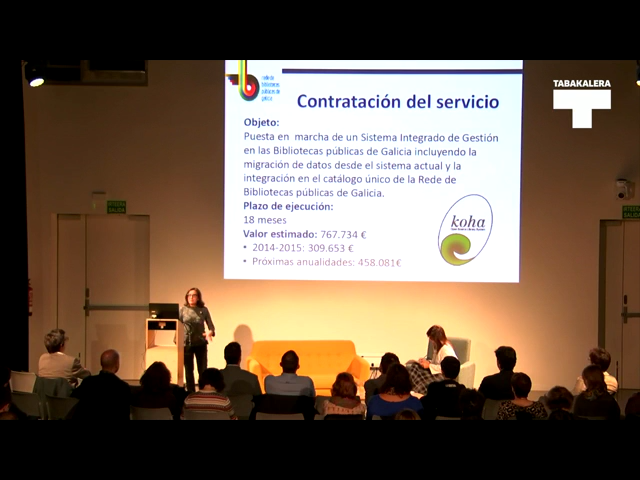 TABAKALERA
Contratación del servicio
Objeto:
Puesta en marcha de un Sistema Integrado de Gestión
en las Bibliotecas públicas de Galicia incluyendo la
migración de datos desde el sistema actual y la
integración en el catálogo único de la Rede de
Bibliotecas públicas de Galicia.
Plazo de ejecución:
18 meses
Valor estimado: 767.734 €
• 2014-2015: 309.653 €
• Próximas anualidades: 458.081€
koha
SALIDA